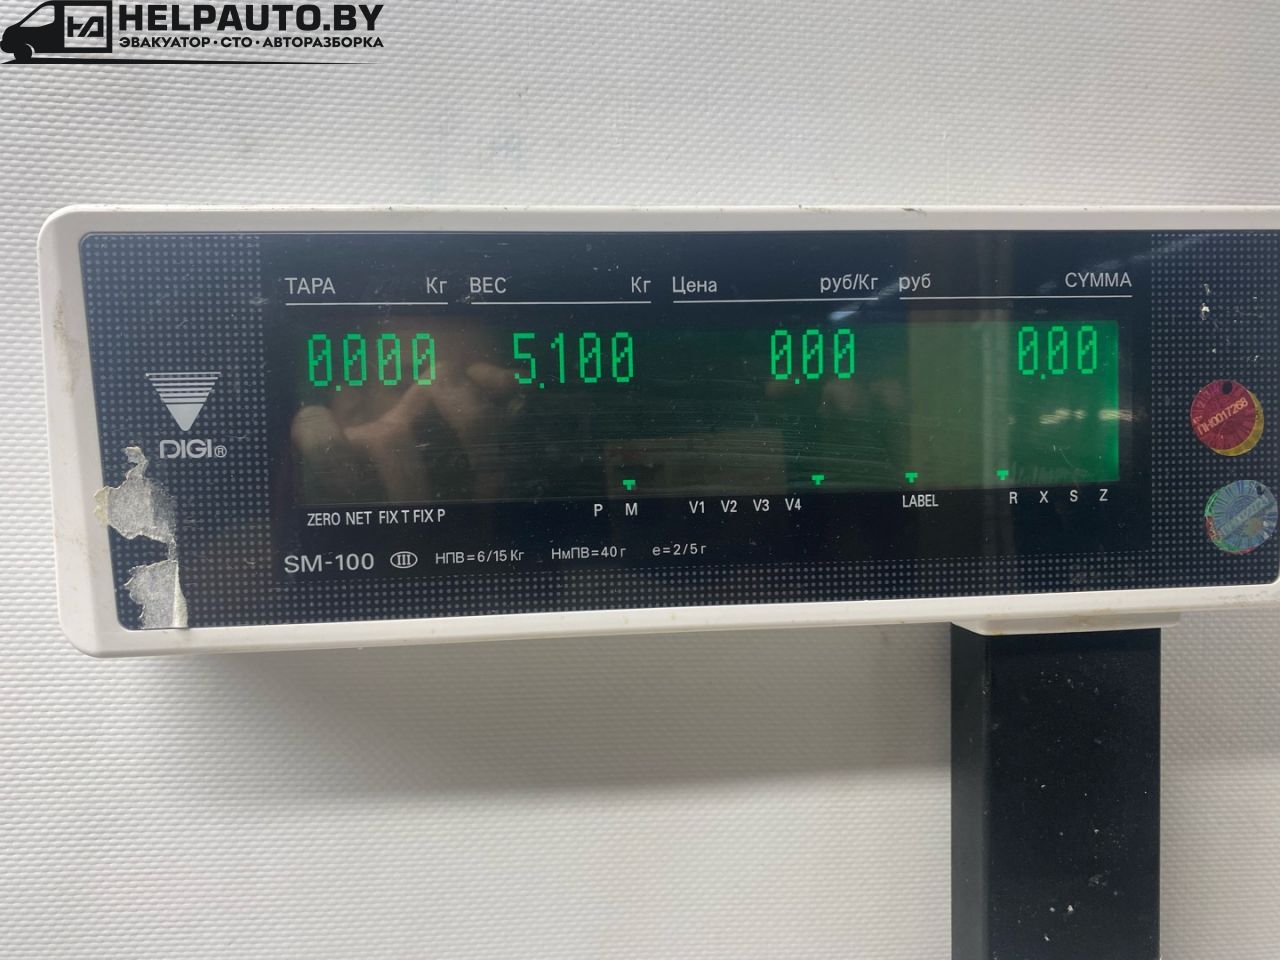 HELPAUTO.BY
ЭВАКУАТОР·СТО·АВТОРАЗБОРКА
ТАРА Кг ВЕС Кг Цена руб/Кг руб СУММА
0.000 5.100 0.00 0.00
DIGI®
ПН0017268
ZERO NET FIX T FIX P P M V1 V2 V3 V4 LABEL R X S Z
SM-100 III НПВ=6/15 Кг НмПВ=40 г e=2/5 г